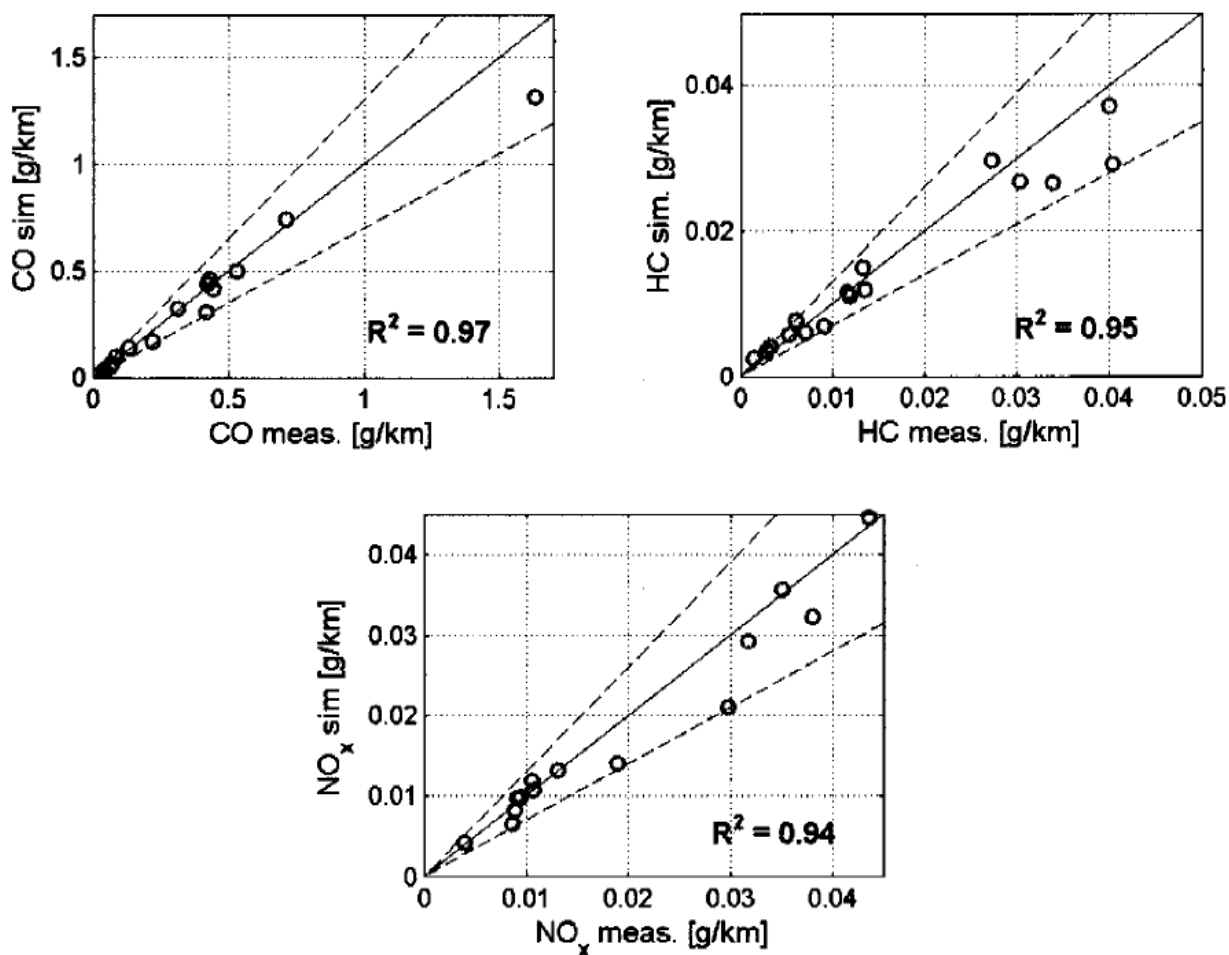 1.5
1
0.5
0
0 0.5 1 1.5
CO sim [g/km]
CO meas. [g/km]
R² = 0.97
0.04
0.02
0
0 0.01 0.02 0.03 0.04 0.05
HC sim. [g/km]
HC meas. [g/km]
R² = 0.95
0.04
0.03
0.02
0.01
0
0 0.01 0.02 0.03 0.04
NOₓ sim [g/km]
NOₓ meas. [g/km]
R² = 0.94